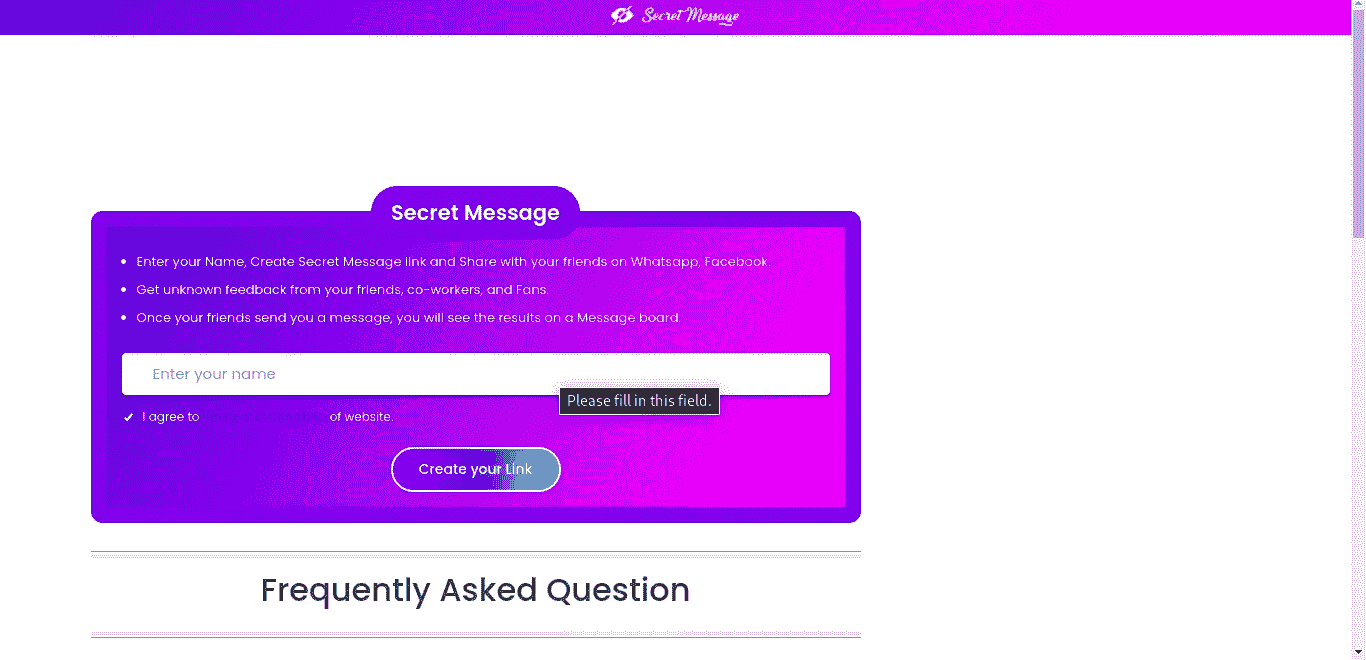 Secret Message
Secret Message
Enter your Name, Create Secret Message link and Share with your friends on Whatsapp, Facebook.
Get unknown feedback from your friends, co-workers, and Fans.
Once your friends send you a message, you will see the results on a Message board.
Enter your name
Please fill in this field.
I agree to of website.
Create your Link
Frequently Asked Question